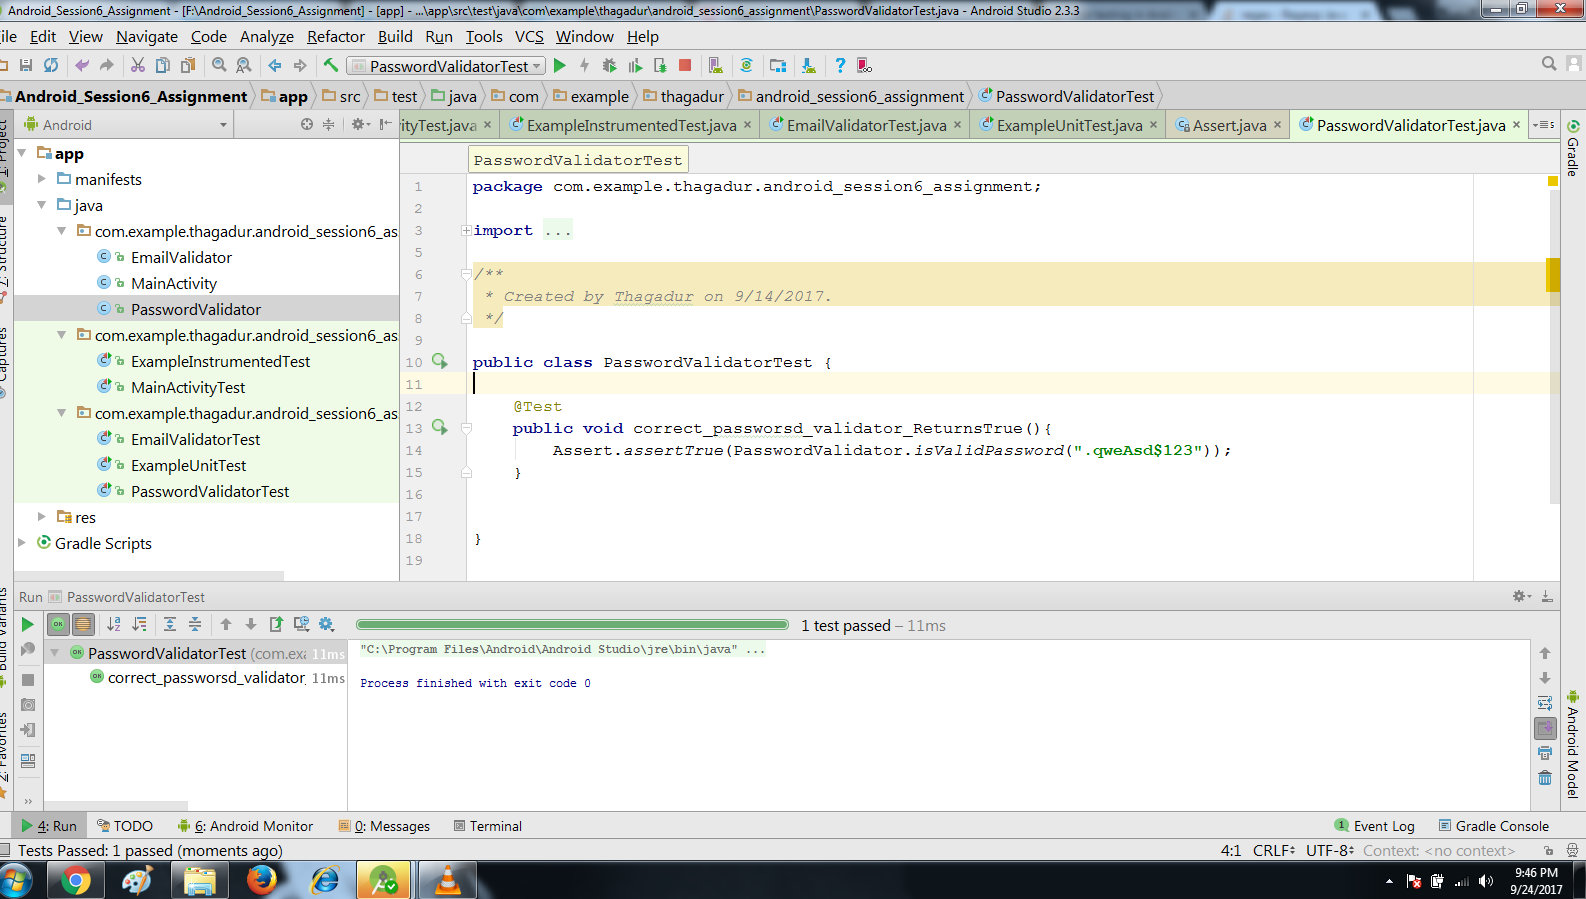 Android_Session6_Assignment - [F:\Android_Session6_Assignment] - [app] - ...\app\src\test\java\com\example\thagadur\android_session6_assignment\PasswordValidatorTest.java - Android Studio 2.3.3
ile Edit View Navigate Code Analyze Refactor Build Run Tools VCS Window Help
PasswordValidatorTest
Android_Session6_Assignment app src test java com example thagadur android_session6_assignment PasswordValidatorTest
Android
ityTest.java ExampleInstrumentedTest.java EmailValidatorTest.java ExampleUnitTest.java Assert.java PasswordValidatorTest.java
1: Project
7: Structure
Captures
Build Variants
2: Favorites
app
manifests
java
com.example.thagadur.android_session6_as
EmailValidator
MainActivity
PasswordValidator
com.example.thagadur.android_session6_as
ExampleInstrumentedTest
MainActivityTest
com.example.thagadur.android_session6_as
EmailValidatorTest
ExampleUnitTest
PasswordValidatorTest
res
Gradle Scripts
PasswordValidatorTest
1 package com.example.thagadur.android_session6_assignment;
2
3 import ...
5
6 /**
7 * Created by Thagadur on 9/14/2017.
8 */
9
10 public class PasswordValidatorTest {
11
12 @Test
13 public void correct_passworsd_validator_ReturnsTrue(){
14 Assert.assertTrue(PasswordValidator.isValidPassword(".qweAsd$123"));
15 }
16
17
18 }
19
Gradle
Android Model
Run PasswordValidatorTest
1 test passed – 11ms
PasswordValidatorTest (com.exa 11ms
correct_passworsd_validator_ 11ms
"C:\Program Files\Android\Android Studio\jre\bin\java" ...
Process finished with exit code 0
4: Run TODO 6: Android Monitor 0: Messages Terminal 1 Event Log Gradle Console
Tests Passed: 1 passed (moments ago) 4:1 CRLF UTF-8 Context: <no context>
9:46 PM
9/24/2017